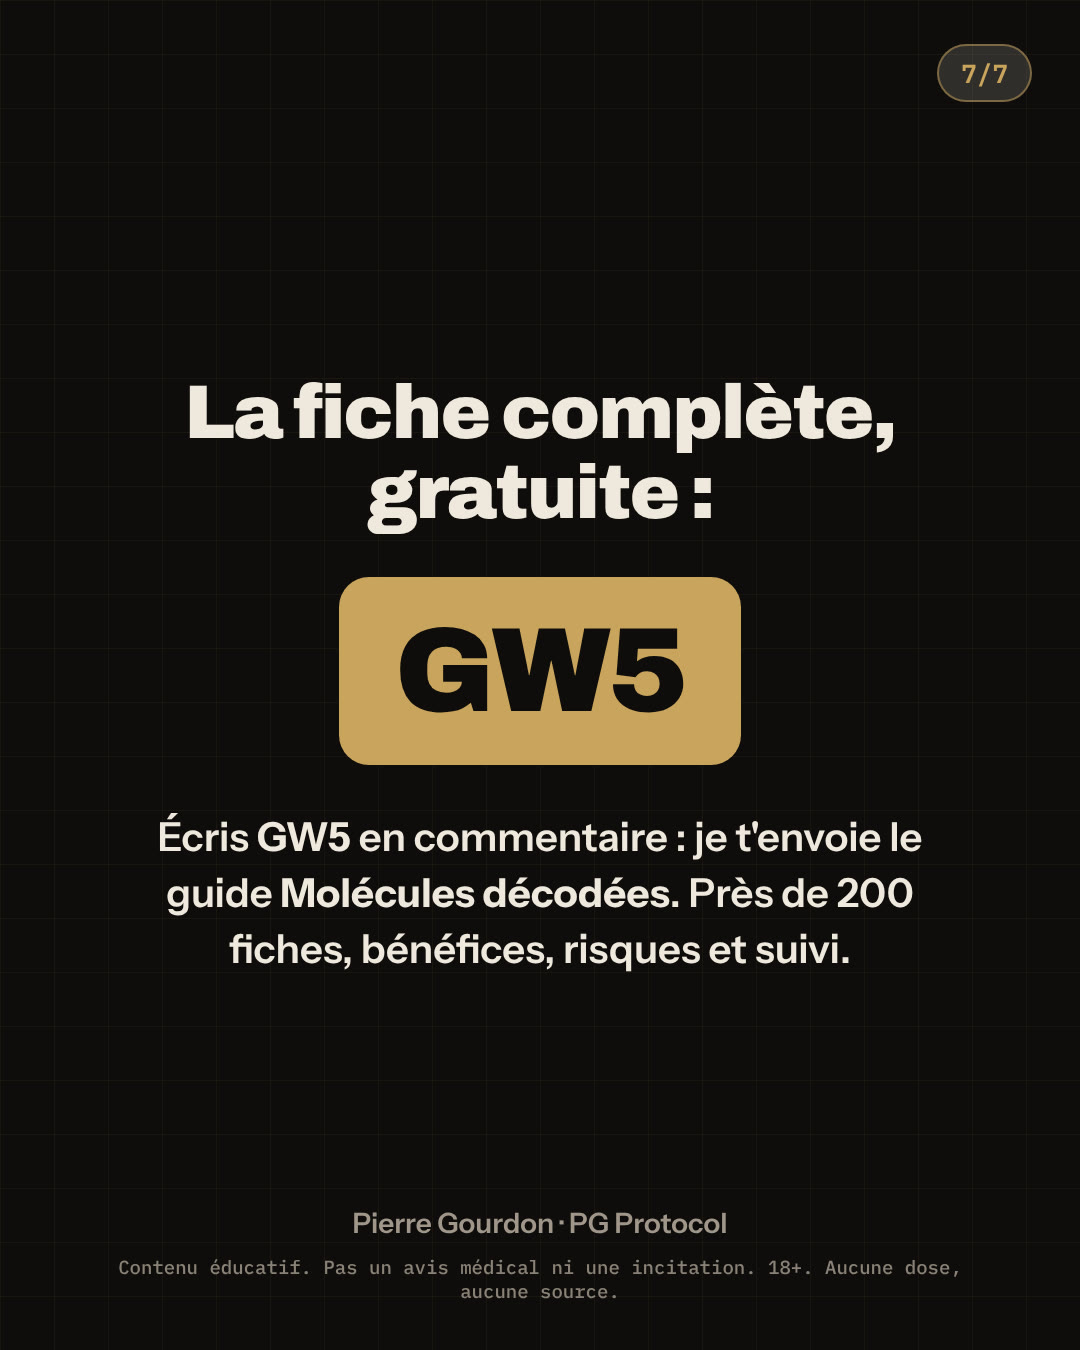 7/7
La fiche complète,
gratuite :
GW5
Écris GW5 en commentaire : je t'envoie le
guide Molécules décodées. Près de 200
fiches, bénéfices, risques et suivi.
Pierre Gourdon · PG Protocol
Contenu éducatif. Pas un avis médical ni une incitation. 18+. Aucune dose,
aucune source.